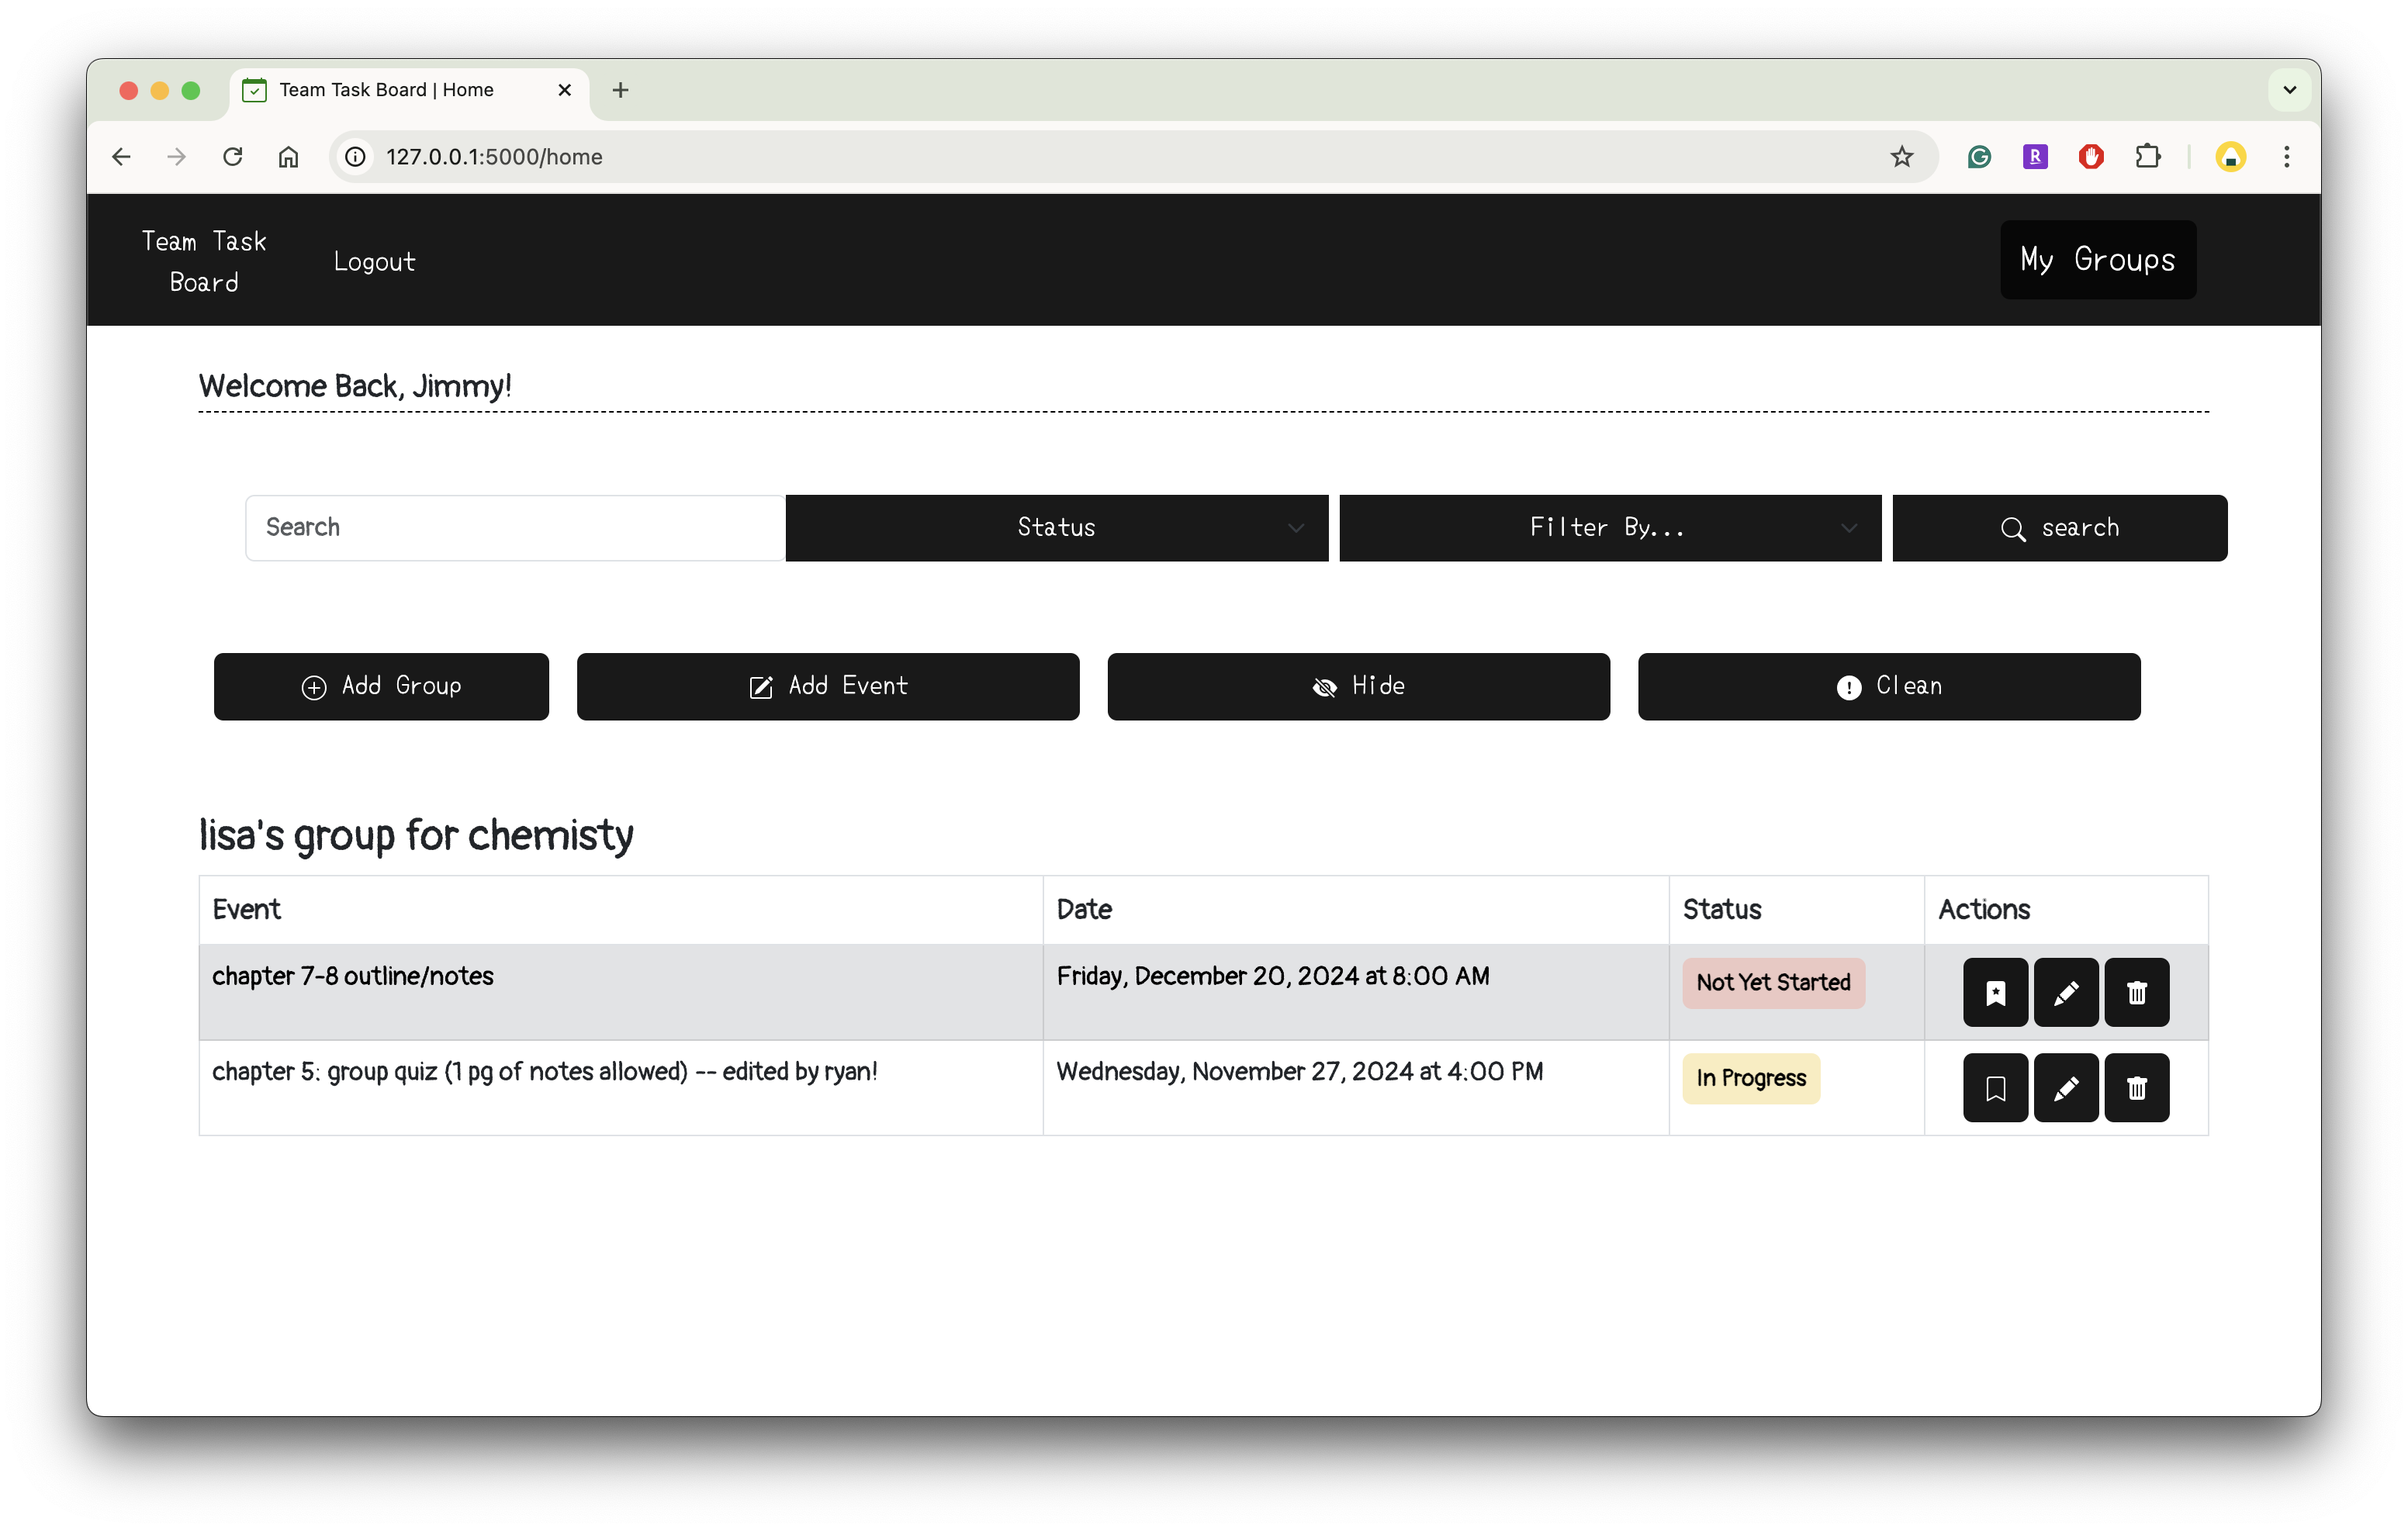 Team Task Board | Home
127.0.0.1:5000/home
Team Task
Board
Logout
My Groups
Welcome Back, Jimmy!
Search
Status
Filter By...
search
Add Group
Add Event
Hide
Clean
lisa's group for chemisty
Event
Date
Status
Actions
chapter 7-8 outline/notes
Friday, December 20, 2024 at 8:00 AM
Not Yet Started
chapter 5: group quiz (1 pg of notes allowed) -- edited by ryan!
Wednesday, November 27, 2024 at 4:00 PM
In Progress